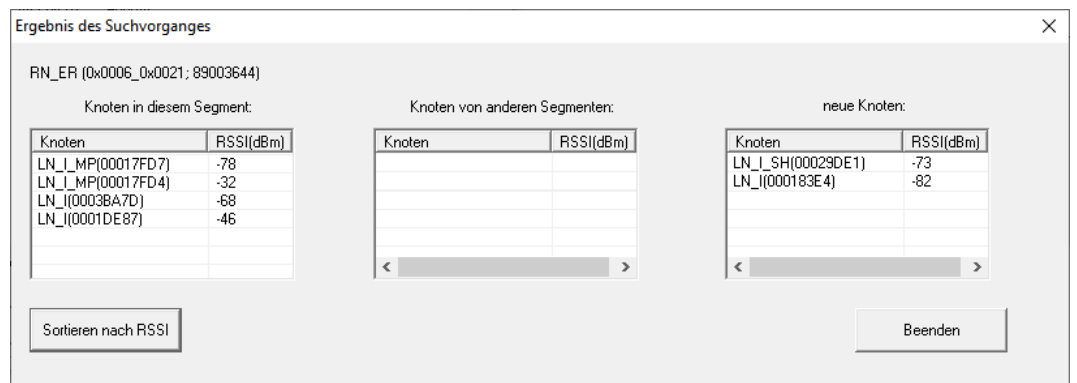 Ergebnis des Suchvorganges
RN_ER (0x0006_0x0021; 89003644)
Knoten in diesem Segment:
Knoten RSSI(dBm)
LN_I_MP(00017FD7) -78
LN_I_MP(00017FD4) -32
LN_I(0003BA7D) -68
LN_I(0001DE87) -46
Knoten von anderen Segmenten:
Knoten RSSI(dBm)
neue Knoten:
Knoten RSSI(dBm)
LN_I_SH(00029DE1) -73
LN_I(000183E4) -82
Sortieren nach RSSI
Beenden